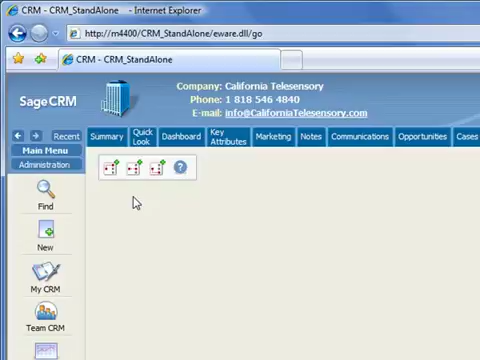 CRM - CRM_StandAlone - Internet Explorer
http://m4400/CRM_StandAlone/eware.dll/go
CRM - CRM_StandAlone
Company: California Telesensory
Phone: 1 818 546 4840
E-mail: info@CaliforniaTelesensory.com
SageCRM
Recent
Summary
Quick Look
Dashboard
Key Attributes
Marketing
Notes
Communications
Opportunities
Cases
Main Menu
Administration
?
Find
New
My CRM
Team CRM